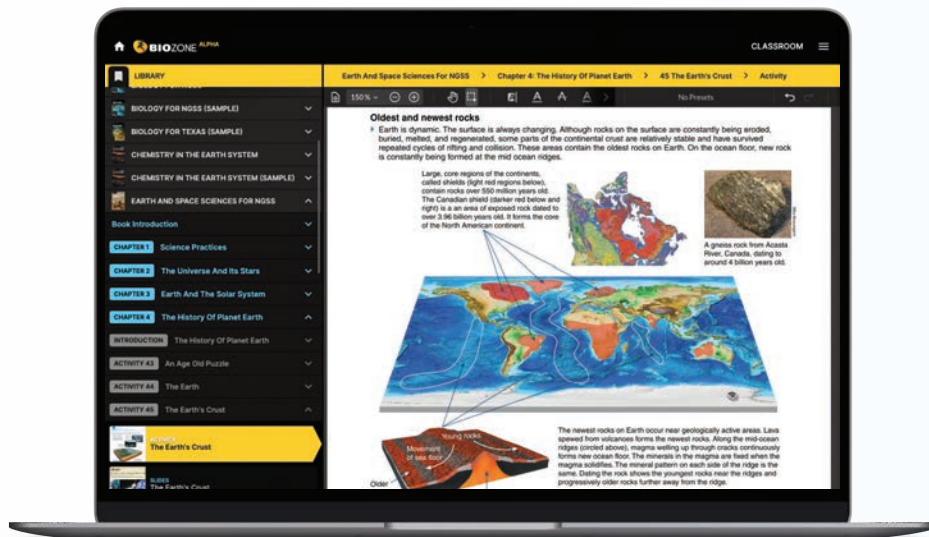 BIOZONE ALPHA
CLASSROOM
LIBRARY
BIOLOGY FOR NGSS (SAMPLE)
BIOLOGY FOR TEXAS (SAMPLE)
CHEMISTRY IN THE EARTH SYSTEM
CHEMISTRY IN THE EARTH SYSTEM (SAMPLE)
EARTH AND SPACE SCIENCES FOR NGSS
Book Introduction
CHAPTER 1 Science Practices
CHAPTER 2 The Universe And Its Stars
CHAPTER 3 Earth And The Solar System
CHAPTER 4 The History Of Planet Earth
INTRODUCTION The History Of Planet Earth
ACTIVITY 43 An Age Old Puzzle
ACTIVITY 44 The Earth
ACTIVITY 45 The Earth's Crust
The Earth's Crust
SLIDES
The Earth's Crust
Earth And Space Sciences For NGSS > Chapter 4: The History Of Planet Earth > 45 The Earth's Crust > Activity
150%
No Presets
Oldest and newest rocks
Earth is dynamic. The surface is always changing. Although rocks on the surface are constantly being eroded,
buried, melted, and regenerated, some parts of the continental crust are relatively stable and have survived
repeated cycles of rifting and collision. These areas contain the oldest rocks on Earth. On the ocean floor, new rock
is constantly being formed at the mid ocean ridges.
Large, core regions of the continents,
called shields (light red regions below),
contain rocks over 550 million years old.
The Canadian shield (darker red below and
right) is a an area of exposed rock dated to
over 3.96 billion years old. It forms the core
of the North American continent.
A gneiss rock from Acasta
River, Canada, dating to
around 4 billion years old.
Young rocks
Movement
of sea floor
Older
The newest rocks on Earth occur near geologically active areas. Lava
spewed from volcanoes forms the newest rocks. Along the mid-ocean
ridges (circled above), magma welling up through cracks continuously
forms new ocean floor. The minerals in the magma are fixed when the
magma solidifies. The mineral pattern on each side of the ridge is the
same. Dating the rock shows the youngest rocks near the ridges and
progressively older rocks further away from the ridge.